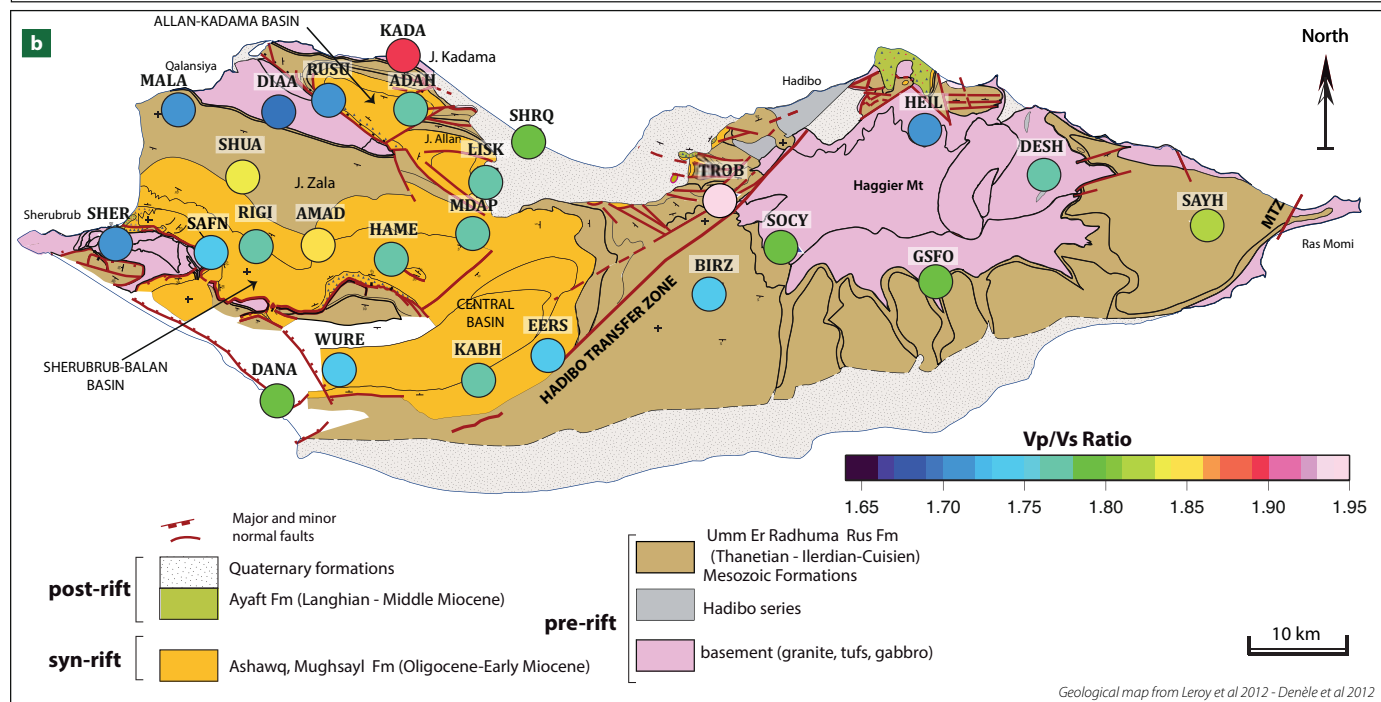 b
ALLAN-KADAMA BASIN
KADA
J. Kadama
North
Qalansiya
MALA
DIAA
RUSU
ADAH
Hadibo
HEIL
SHRQ
SHUA
J. Allan
LISK
DESH
J. Zala
TROB
Haggier Mt
SAYH
MTZ
Ras Momi
Sherubrub
SHER
SAFN
RIGI
AMAD
HAME
MDAP
SOCY
BIRZ
GSFO
CENTRAL
BASIN
EERS
HADIBO TRANSFER ZONE
WURE
KABH
SHERUBRUB-BALAN
BASIN
DANA
Vp/Vs Ratio
1.65 1.70 1.75 1.80 1.85 1.90 1.95
Major and minor
normal faults
post-rift
Quaternary formations
Ayaft Fm (Langhian - Middle Miocene)
syn-rift
Ashawq, Mughsayl Fm (Oligocene-Early Miocene)
pre-rift
Umm Er Radhuma Rus Fm
(Thanetian - Ilerdian-Cuisien)
Mesozoic Formations
Hadibo series
basement (granite, tufs, gabbro)
10 km
Geological map from Leroy et al 2012 - Denèle et al 2012